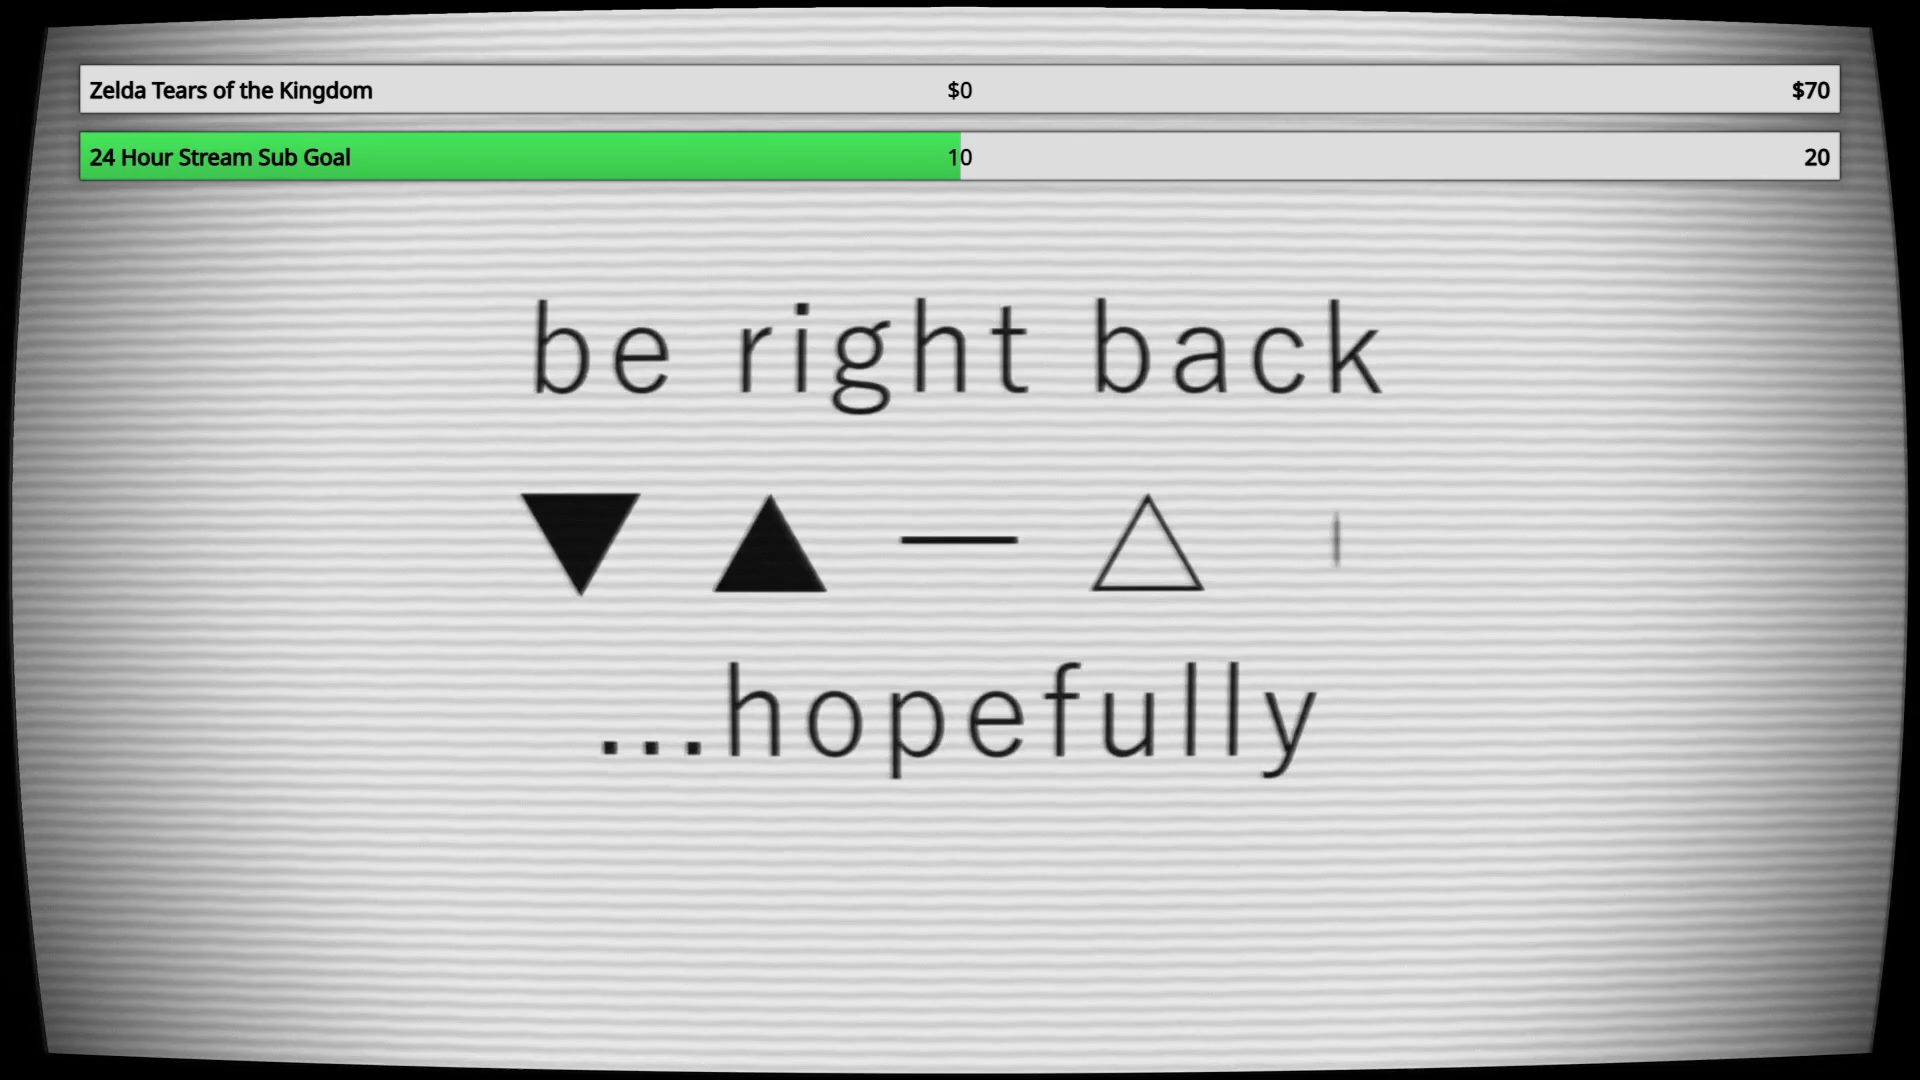 Zelda Tears of the Kingdom $0 $70
24 Hour Stream Sub Goal 10 20
be right back
▼ ▲ — △ |
...hopefully